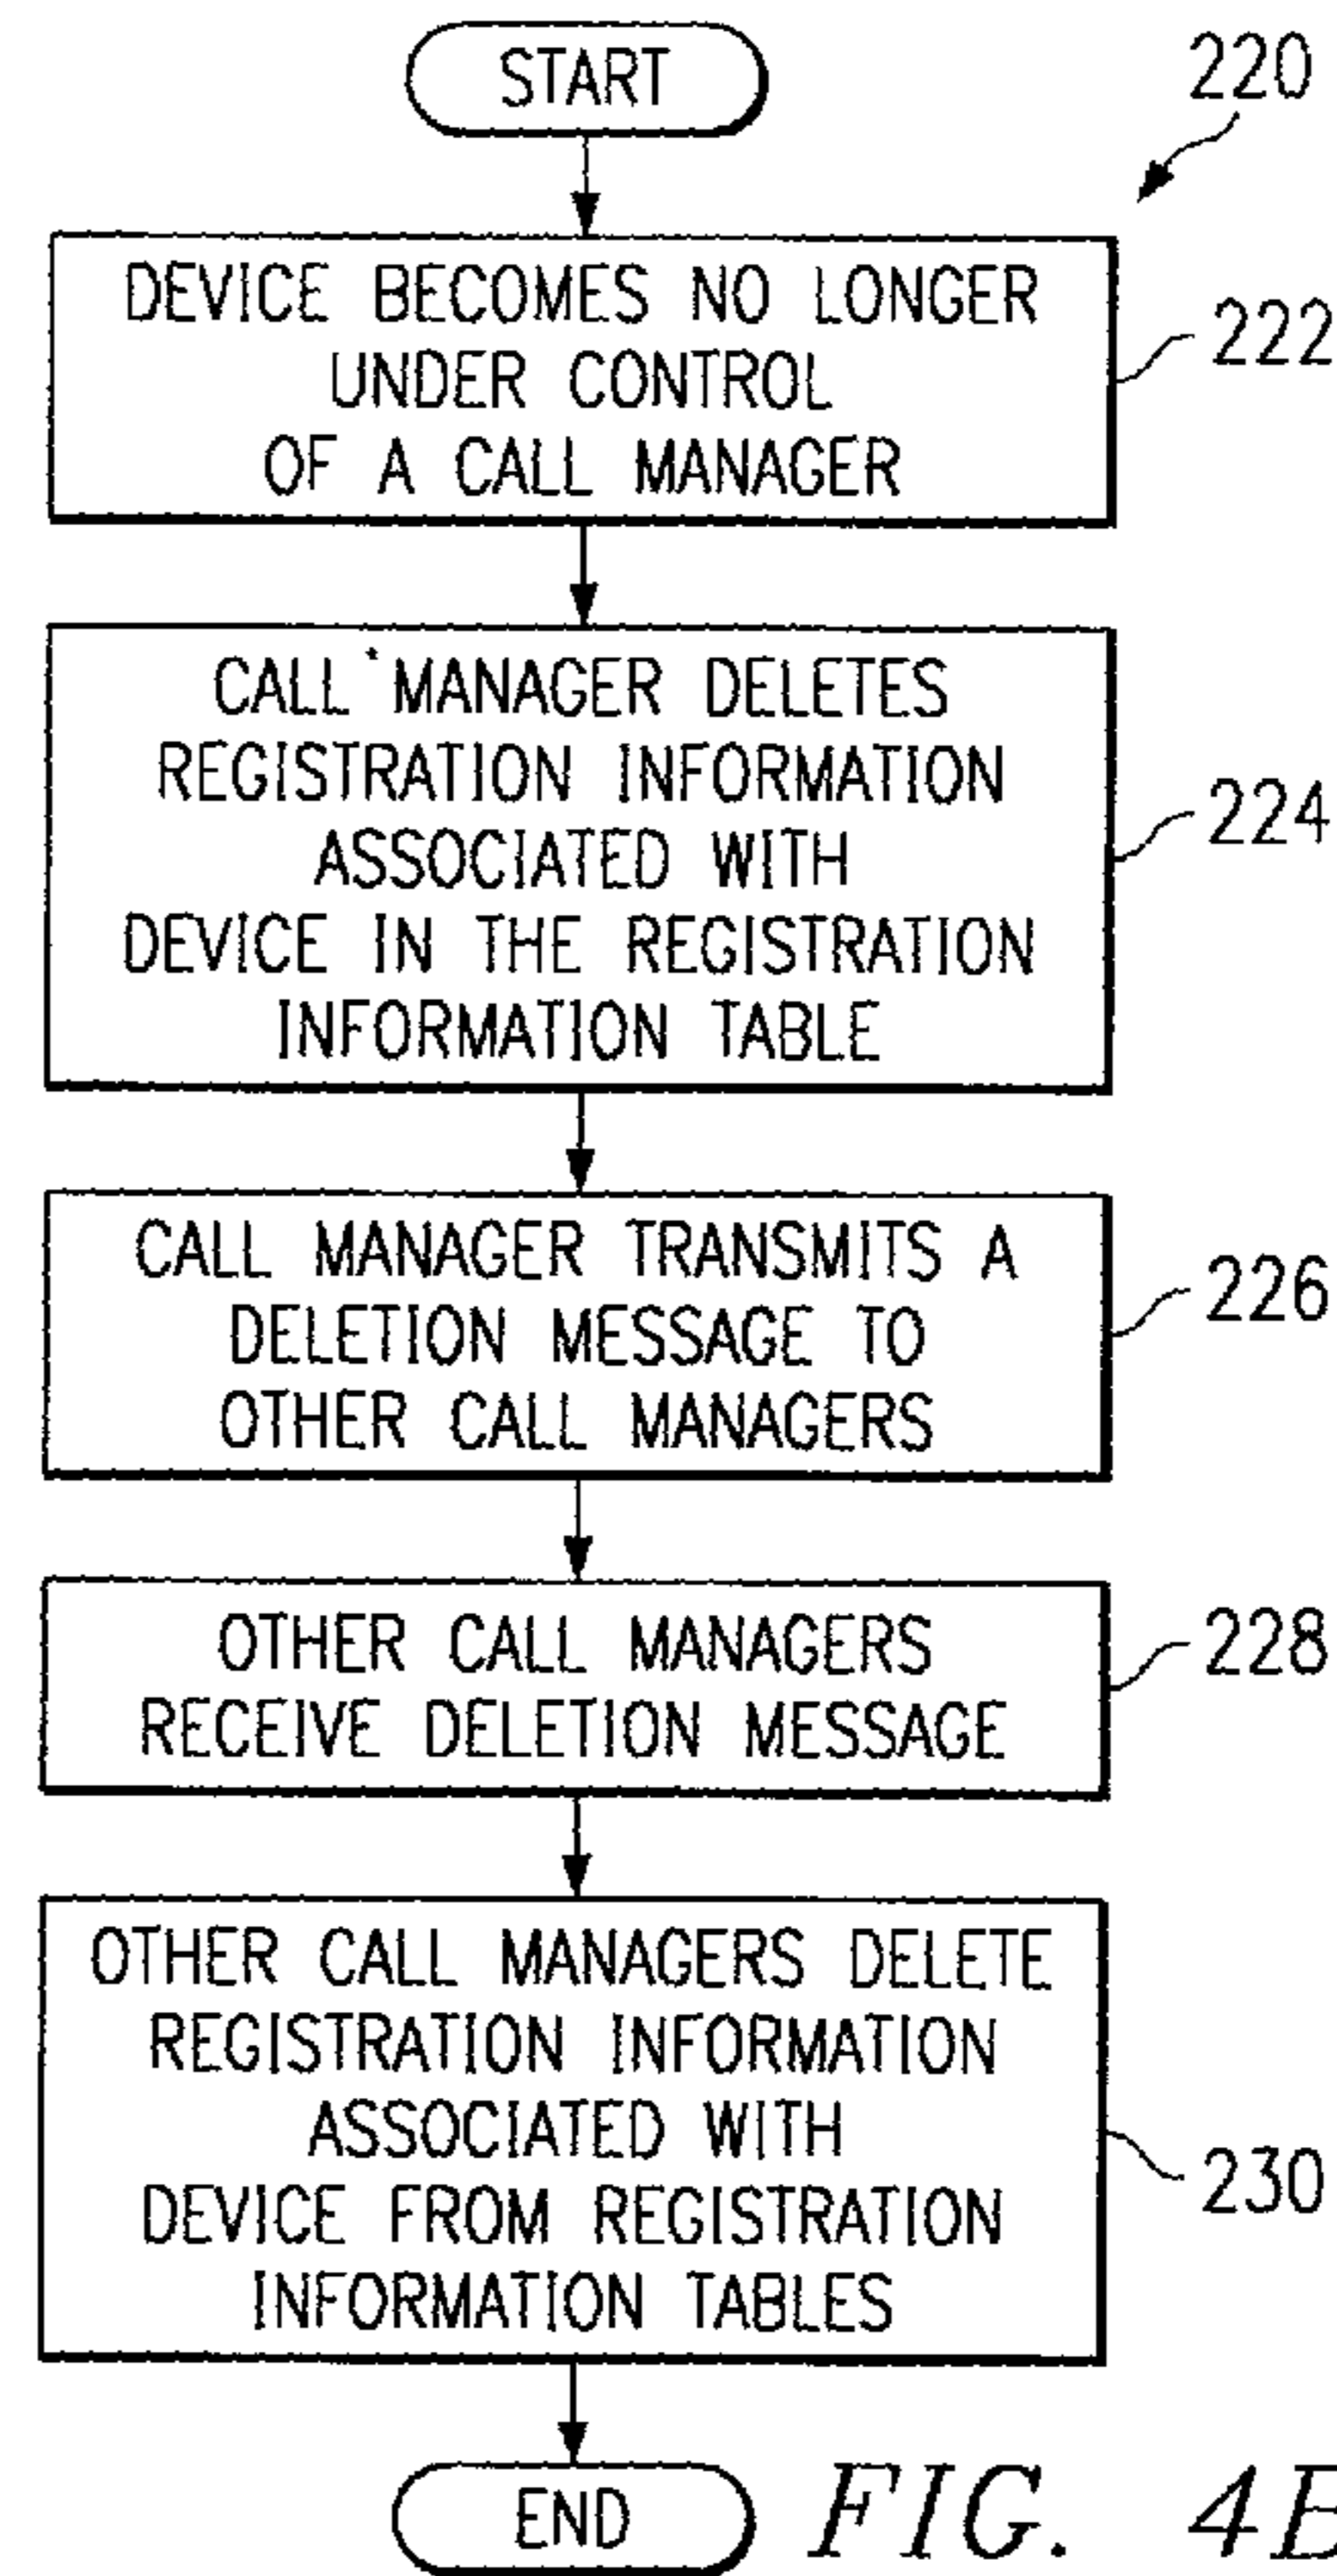 START
220
DEVICE BECOMES NO LONGER
UNDER CONTROL
OF A CALL MANAGER
222
CALL MANAGER DELETES
REGISTRATION INFORMATION
ASSOCIATED WITH
DEVICE IN THE REGISTRATION
INFORMATION TABLE
224
CALL MANAGER TRANSMITS A
DELETION MESSAGE TO
OTHER CALL MANAGERS
226
OTHER CALL MANAGERS
RECEIVE DELETION MESSAGE
228
OTHER CALL MANAGERS DELETE
REGISTRATION INFORMATION
ASSOCIATED WITH
DEVICE FROM REGISTRATION
INFORMATION TABLES
230
END
FIG. 4B